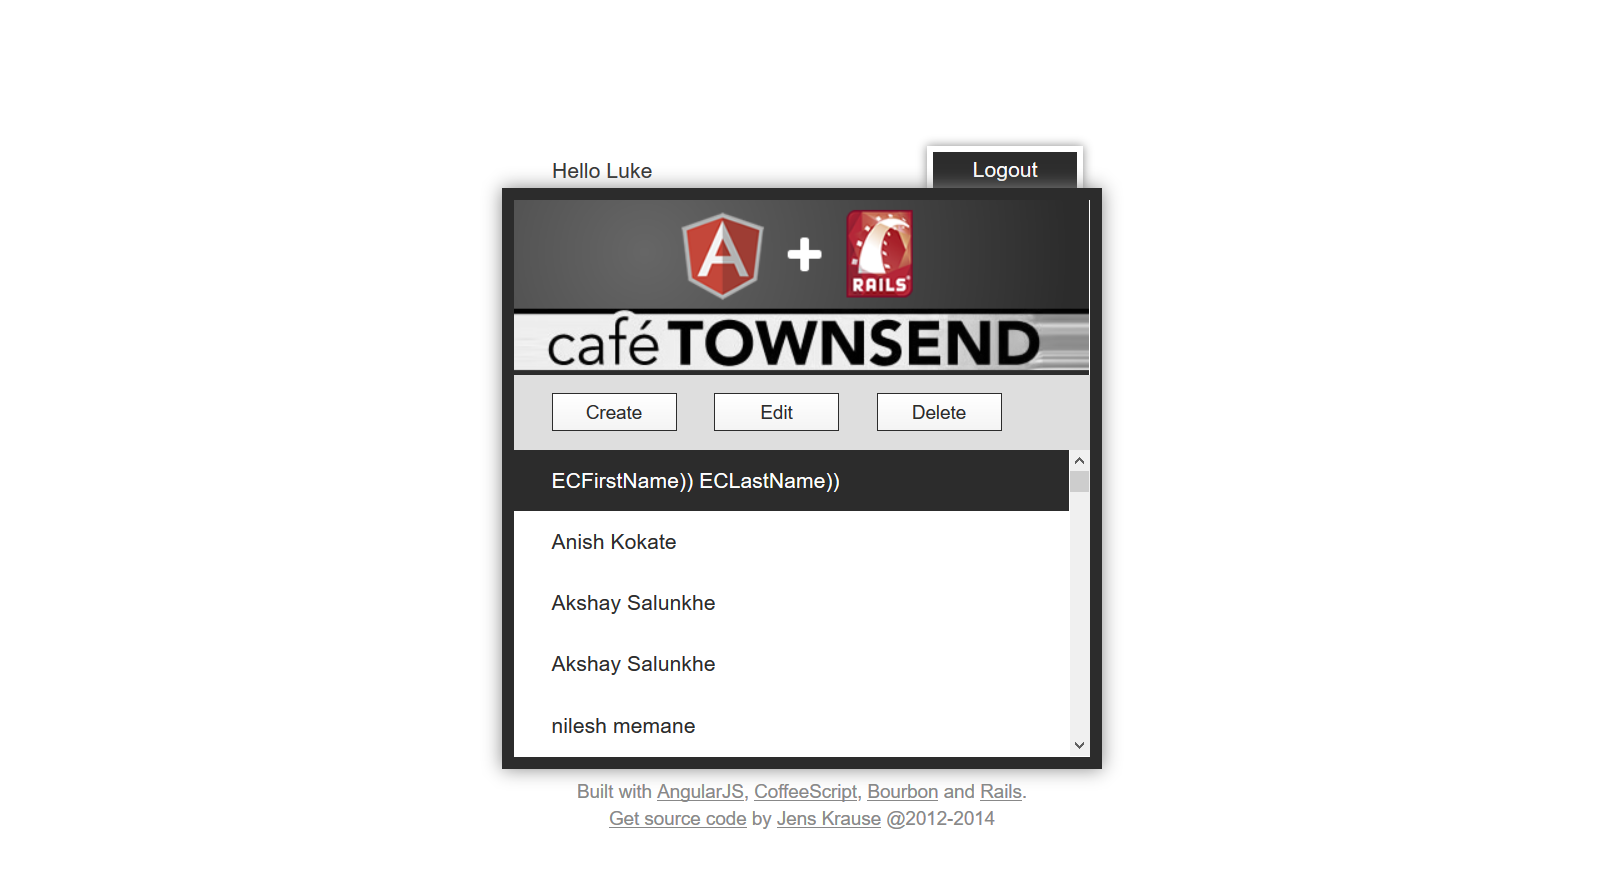 Hello Luke
Logout
RAILS
café TOWNSEND
Create
Edit
Delete
ECFirstName)) ECLastName))
Anish Kokate
Akshay Salunkhe
Akshay Salunkhe
nilesh memane
Built with AngularJS, CoffeeScript, Bourbon and Rails.
Get source code by Jens Krause @2012-2014